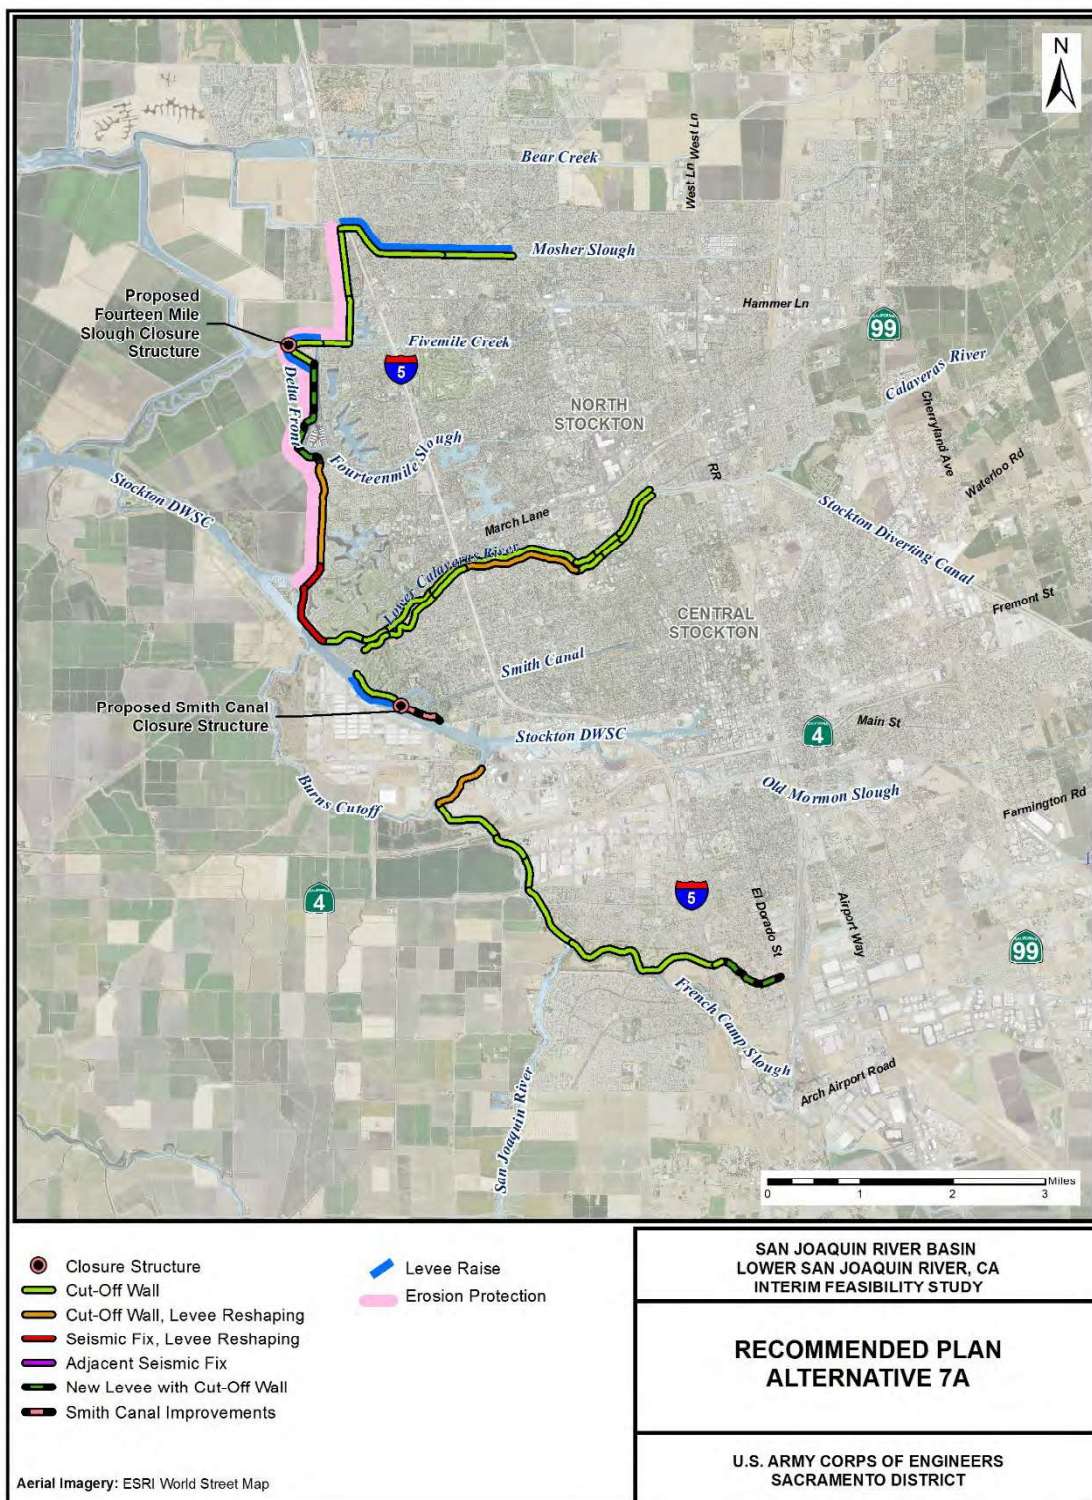 N
West Ln
West Ln
Bear Creek
Mosher Slough
Proposed
Fourteen Mile
Slough Closure
Structure
Hammer Ln
CALIFORNIA
99
Fivemile Creek
5
Calaveras River
Delta Front
NORTH
STOCKTON
Cherryland Ave
Fourteenmile Slough
Waterloo Rd
RR
Stockton DWSC
March Lane
Stockton Diverting Canal
Lower Calaveras River
Fremont St
CENTRAL
STOCKTON
Smith Canal
Proposed Smith Canal
Closure Structure
Main St
Stockton DWSC
CALIFORNIA
4
Old Mormon Slough
Burns Cutoff
Farmington Rd
CALIFORNIA
4
5
El Dorado St
Airport Way
CALIFORNIA
99
French Camp Slough
San Joaquin River
Arch Airport Road
Miles
0 1 2 3
Closure Structure
Cut-Off Wall
Cut-Off Wall, Levee Reshaping
Seismic Fix, Levee Reshaping
Adjacent Seismic Fix
New Levee with Cut-Off Wall
Smith Canal Improvements
Levee Raise
Erosion Protection
Aerial Imagery: ESRI World Street Map
SAN JOAQUIN RIVER BASIN
LOWER SAN JOAQUIN RIVER, CA
INTERIM FEASIBILITY STUDY
RECOMMENDED PLAN
ALTERNATIVE 7A
U.S. ARMY CORPS OF ENGINEERS
SACRAMENTO DISTRICT